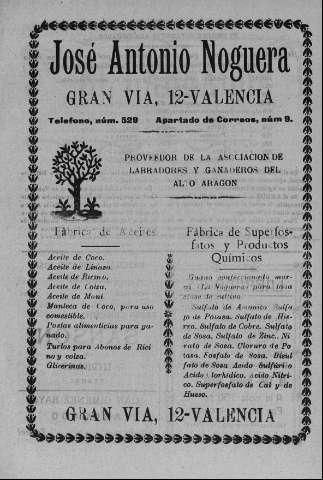 José Antonio Noguera
GRAN VIA, 12-VALENCIA
Telefono, núm. 529 Apartado de Correos, núm 9.
PROVEEDOR DE LA ASOCIACION DE
LABRADORES Y GANADEROS DEL
ALTO ARAGON
Fábrica de Aceites
Aceite de Coco.
Aceite de Linaza.
Aceite de Ricino.
Aceite de Colza.
Aceite de Maní.
Manteca de Coco, para uso
comestible.
Pastas alimenticias para ga-
nado.
Turtos para Abonos de Rici
no y colza.
Glicerinas.
Fábrica de Superfos-
fatos y Productos
Químicos
Guano confeccionado mar-
ca «La Noguera» para toda
clase de cultivo
Sulfato de Amoniaco Sulfa
to de Potasa. Sulfato de Hie-
rro. Sulfato de Cobre. Sulfato
de Sosa. Sulfato de Zinc. Ni
trato de Sosa. Cloruro de Po
tasa. Fosfato de Sosa. Bisul
fato de Sosa Acido Sulfúrico
Acido Clorhídico. Acido Nítri-
co. Superfosfato de Cal y de
Hueso.
GRAN VIA, 12-VALENCIA